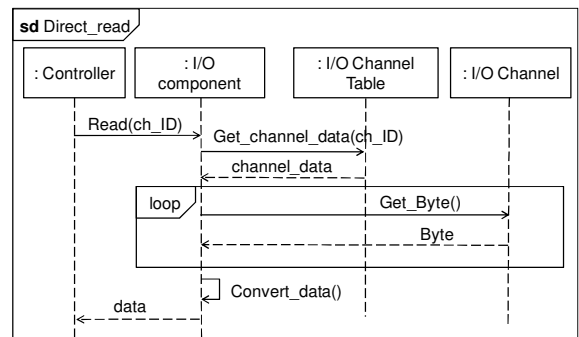 sd Direct_read
: Controller
: I/O
component
: I/O Channel
Table
: I/O Channel
Read(ch_ID)
Get_channel_data(ch_ID)
channel_data
loop
Get_Byte()
Byte
Convert_data()
data